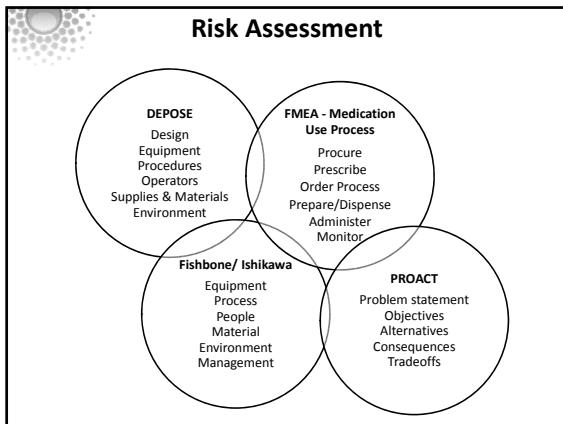 Risk Assessment
DEPOSE
Design
Equipment
Procedures
Operators
Supplies & Materials
Environment
FMEA - Medication
Use Process
Procure
Prescribe
Order Process
Prepare/Dispense
Administer
Monitor
Fishbone/ Ishikawa
Equipment
Process
People
Material
Environment
Management
PROACT
Problem statement
Objectives
Alternatives
Consequences
Tradeoffs